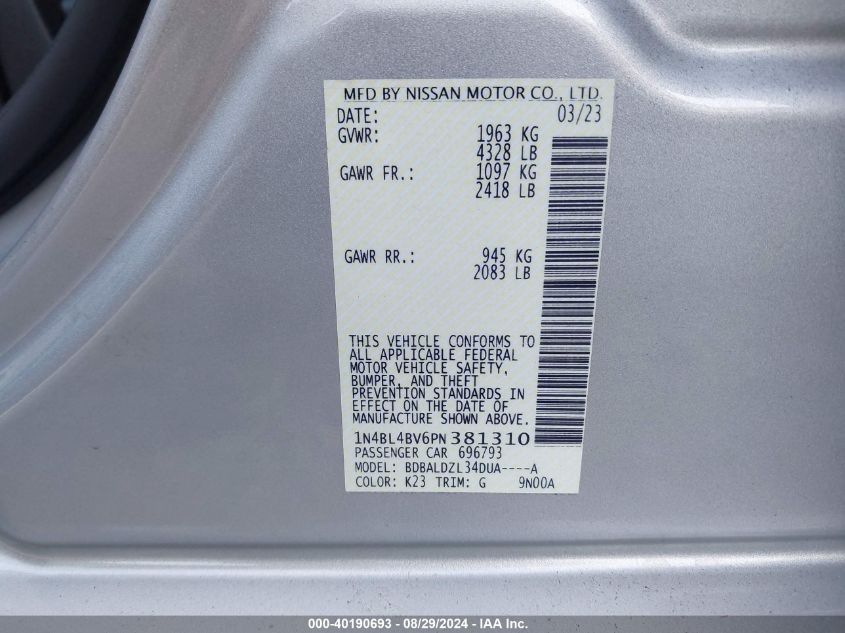 MFD BY NISSAN MOTOR CO., LTD.
DATE: 03/23
GVWR: 1963 KG
4328 LB
GAWR FR.: 1097 KG
2418 LB
GAWR RR.: 945 KG
2083 LB
THIS VEHICLE CONFORMS TO
ALL APPLICABLE FEDERAL
MOTOR VEHICLE SAFETY,
BUMPER, AND THEFT
PREVENTION STANDARDS IN
EFFECT ON THE DATE OF
MANUFACTURE SHOWN ABOVE.
1N4BL4BV6PN381310
PASSENGER CAR 696793
MODEL: BDBALDZL34DUA----A
COLOR: K23 TRIM: G 9N00A
000-40190693 - 08/29/2024 - IAA Inc.